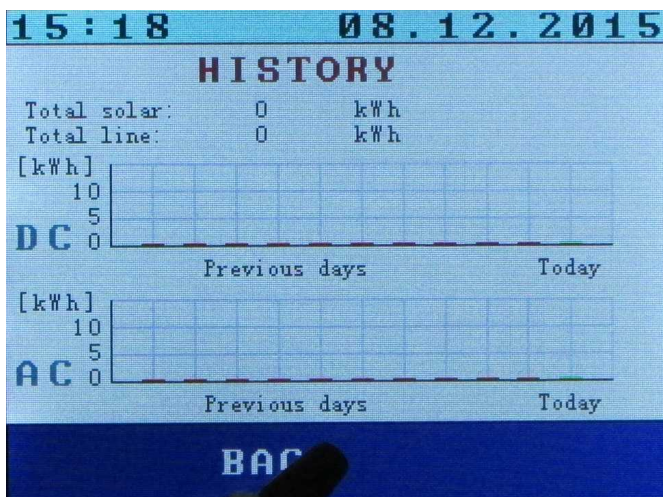 15:18 08.12.2015
HISTORY
Total solar: 0 kWh
Total line: 0 kWh
[kWh]
10
5
DC 0
Previous days Today
[kWh]
10
5
AC 0
Previous days Today